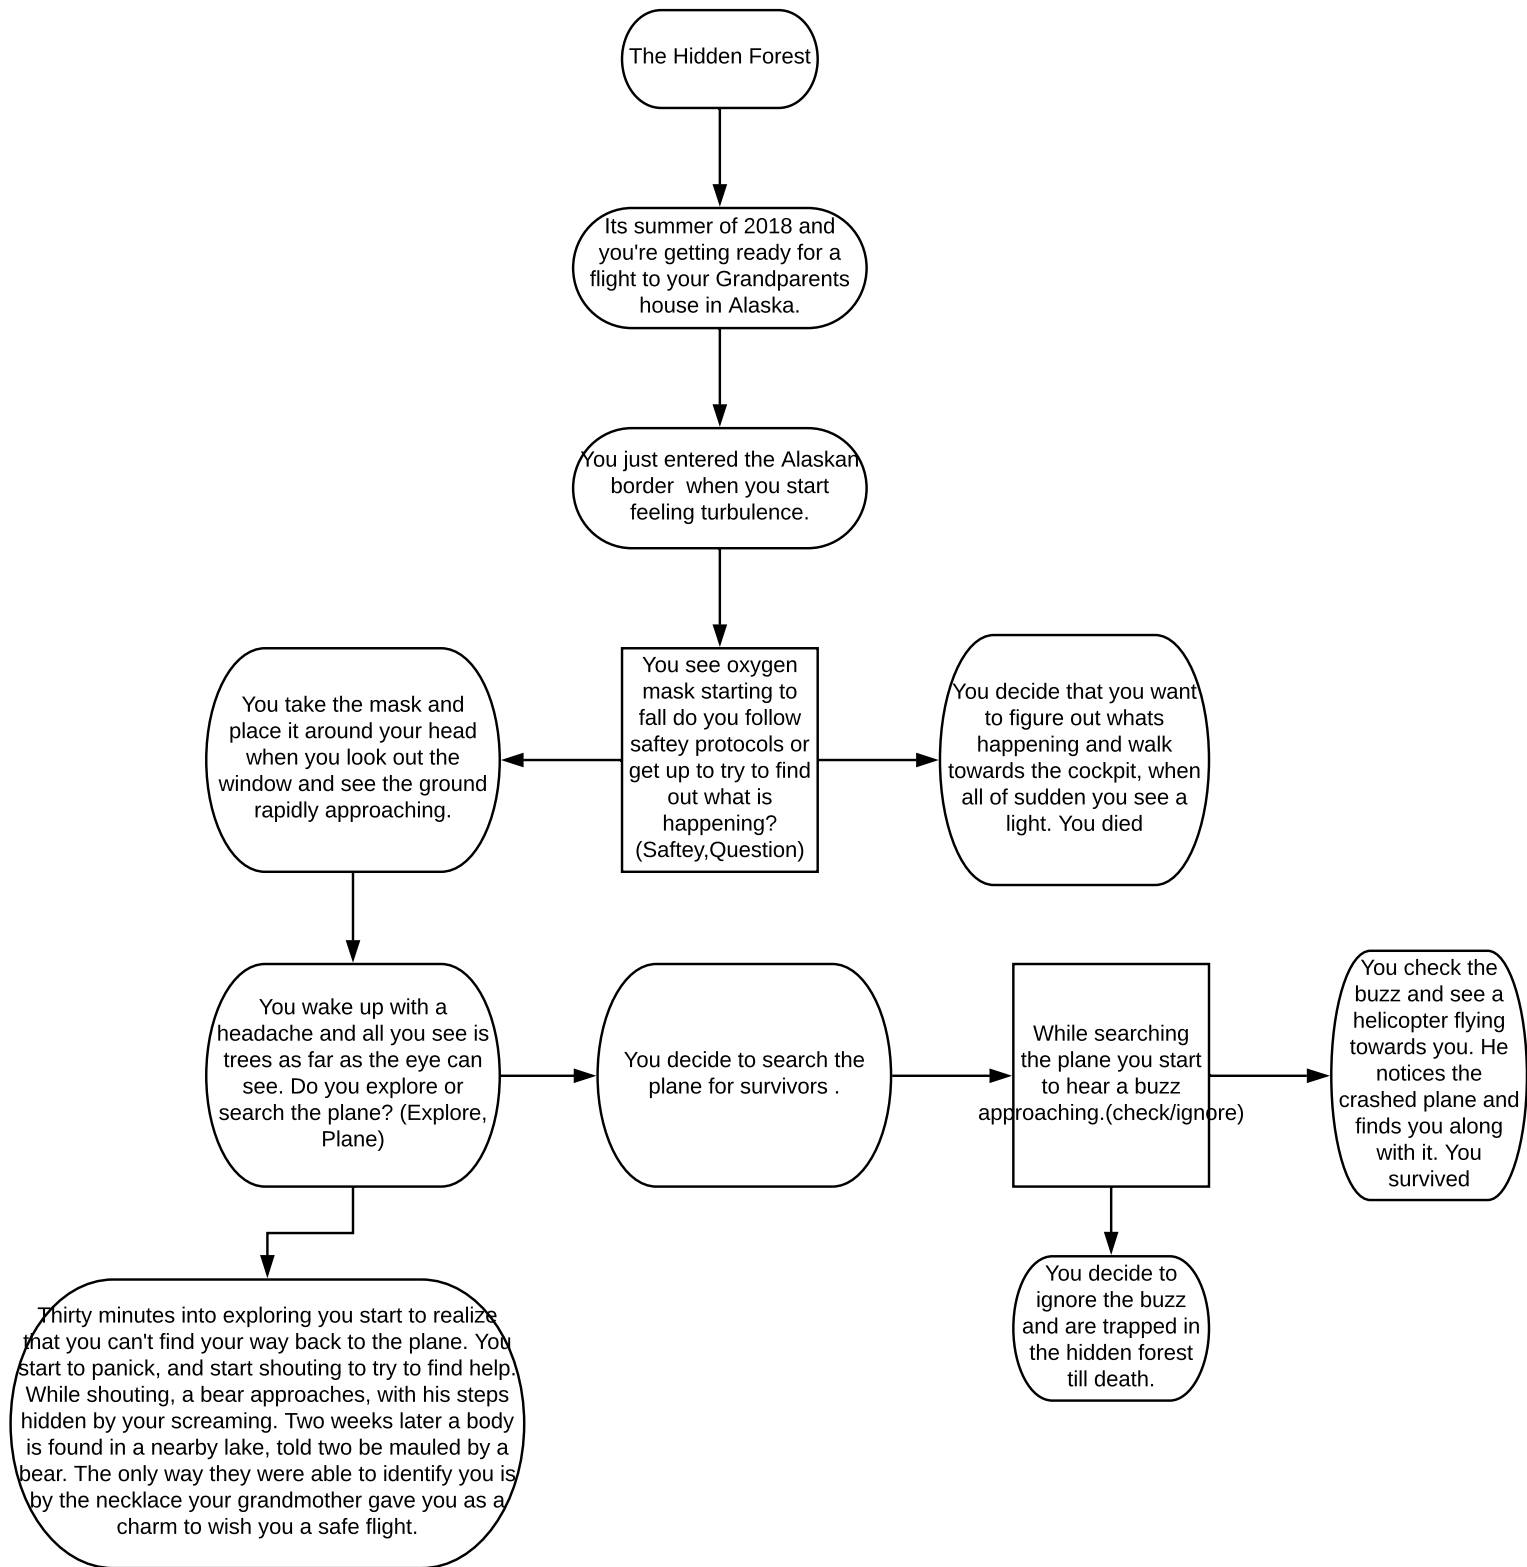 The Hidden Forest
Its summer of 2018 and
you're getting ready for a
flight to your Grandparents
house in Alaska.
You just entered the Alaskan
border  when you start
feeling turbulence.
You see oxygen
mask starting to
fall do you follow
saftey protocols or
get up to try to find
out what is
happening?
(Saftey,Question)
You take the mask and
place it around your head
when you look out the
window and see the ground
rapidly approaching.
You decide that you want
to figure out whats
happening and walk
towards the cockpit, when
all of sudden you see a
light. You died
You wake up with a
headache and all you see is
trees as far as the eye can
see. Do you explore or
search the plane? (Explore,
Plane)
You decide to search the
plane for survivors .
While searching
the plane you start
to hear a buzz
approaching.(check/ignore)
You check the
buzz and see a
helicopter flying
towards you. He
notices the
crashed plane and
finds you along
with it. You
survived
You decide to
ignore the buzz
and are trapped in
the hidden forest
till death.
Thirty minutes into exploring you start to realize
that you can't find your way back to the plane. You
start to panick, and start shouting to try to find help.
While shouting, a bear approaches, with his steps
hidden by your screaming. Two weeks later a body
is found in a nearby lake, told two be mauled by a
bear. The only way they were able to identify you is
by the necklace your grandmother gave you as a
charm to wish you a safe flight.